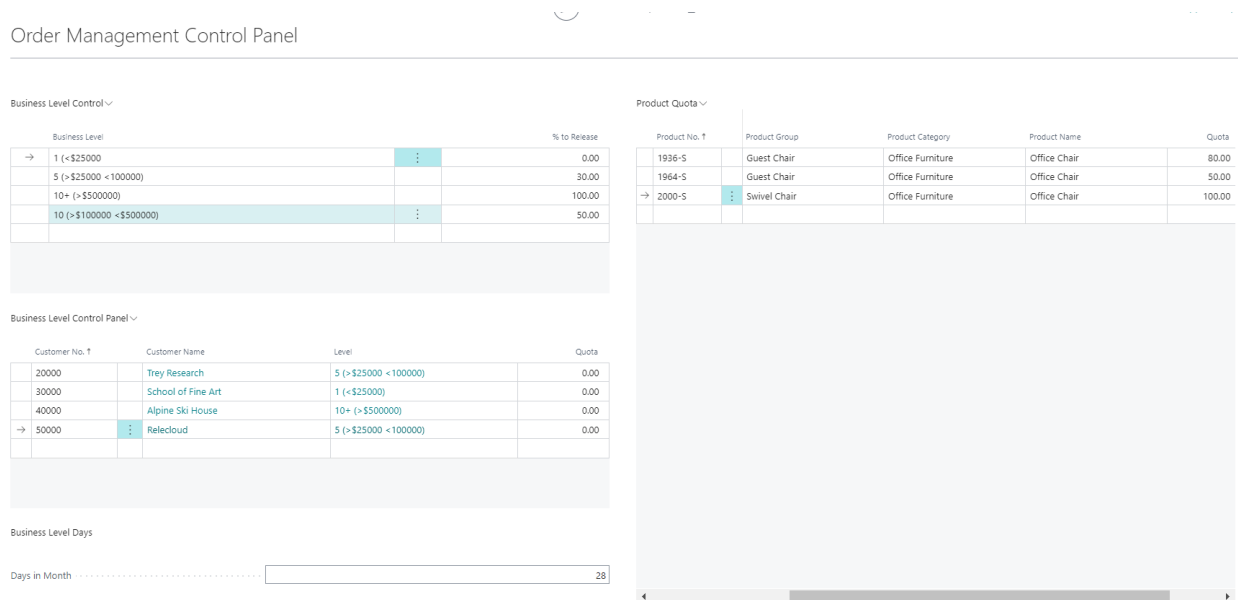 Order Management Control Panel
Business Level Control
Business Level % to Release
1 (<$25000 0.00
5 (>$25000 <100000) 30.00
10+ (>$500000) 100.00
10 (>$100000 <$500000) 50.00
Business Level Control Panel
Customer No. ↑ Customer Name Level Quota
20000 Trey Research 5 (>$25000 <100000) 0.00
30000 School of Fine Art 1 (<$25000) 0.00
40000 Alpine Ski House 10+ (>$500000) 0.00
50000 Relecloud 5 (>$25000 <100000) 0.00
Business Level Days
Days in Month 28
Product Quota
Product No. ↑ Product Group Product Category Product Name Quota
1936-S Guest Chair Office Furniture Office Chair 80.00
1964-S Guest Chair Office Furniture Office Chair 50.00
2000-S Swivel Chair Office Furniture Office Chair 100.00